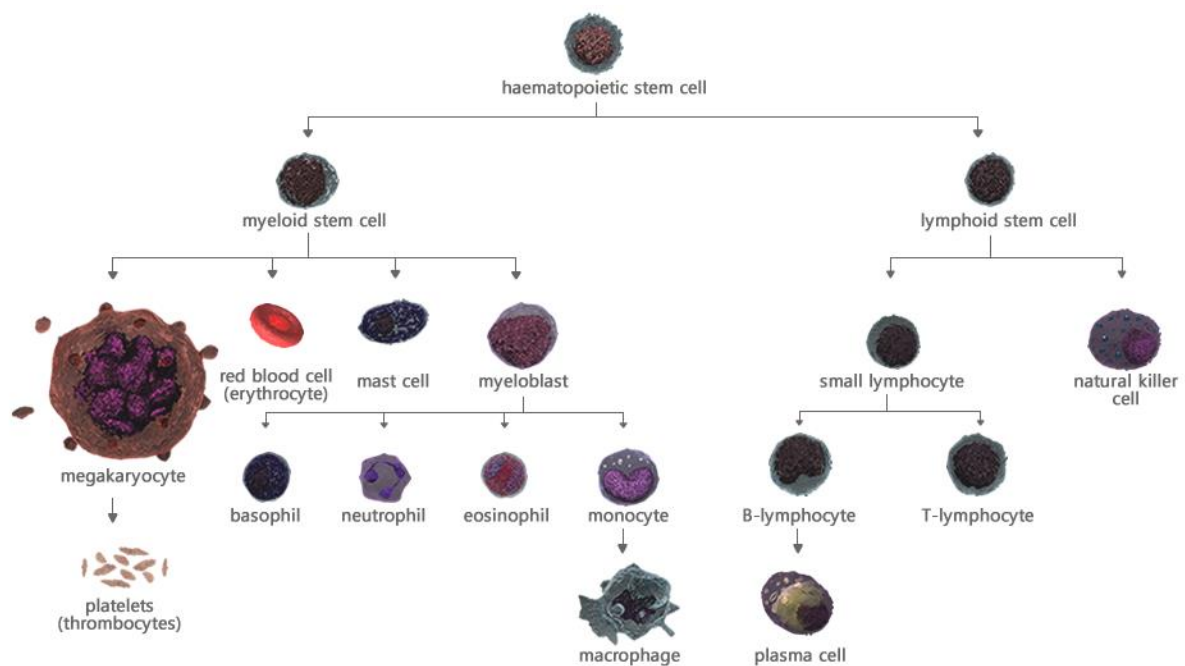 haematopoietic stem cell
myeloid stem cell
lymphoid stem cell
red blood cell
(erythrocyte)
mast cell
myeloblast
small lymphocyte
natural killer
cell
megakaryocyte
basophil
neutrophil
eosinophil
monocyte
B-lymphocyte
T-lymphocyte
platelets
(thrombocytes)
macrophage
plasma cell